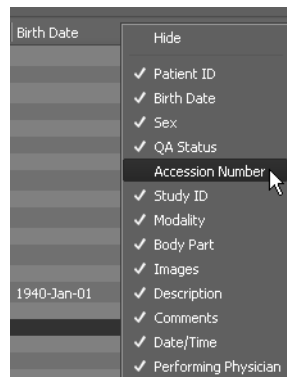 Birth Date
Hide
✓ Patient ID
✓ Birth Date
✓ Sex
✓ QA Status
Accession Number
✓ Study ID
✓ Modality
✓ Body Part
✓ Images
1940-Jan-01
✓ Description
✓ Comments
✓ Date/Time
✓ Performing Physician